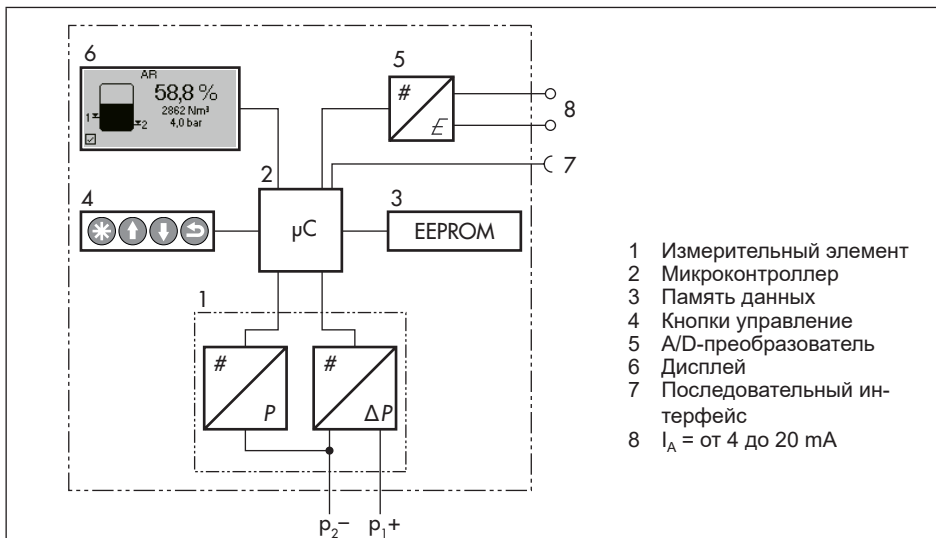 6
AR
58,8 %
2862 Nm³
4,0 bar
1
2
5
#
E
8
7
2
µC
4
3
EEPROM
1
#
P
#
ΔP
p₂–
p₁+
1 Измерительный элемент
2 Микроконтроллер
3 Память данных
4 Кнопки управление
5 A/D-преобразователь
6 Дисплей
7 Последовательный ин-
терфейс
8 I_A = от 4 до 20 mA